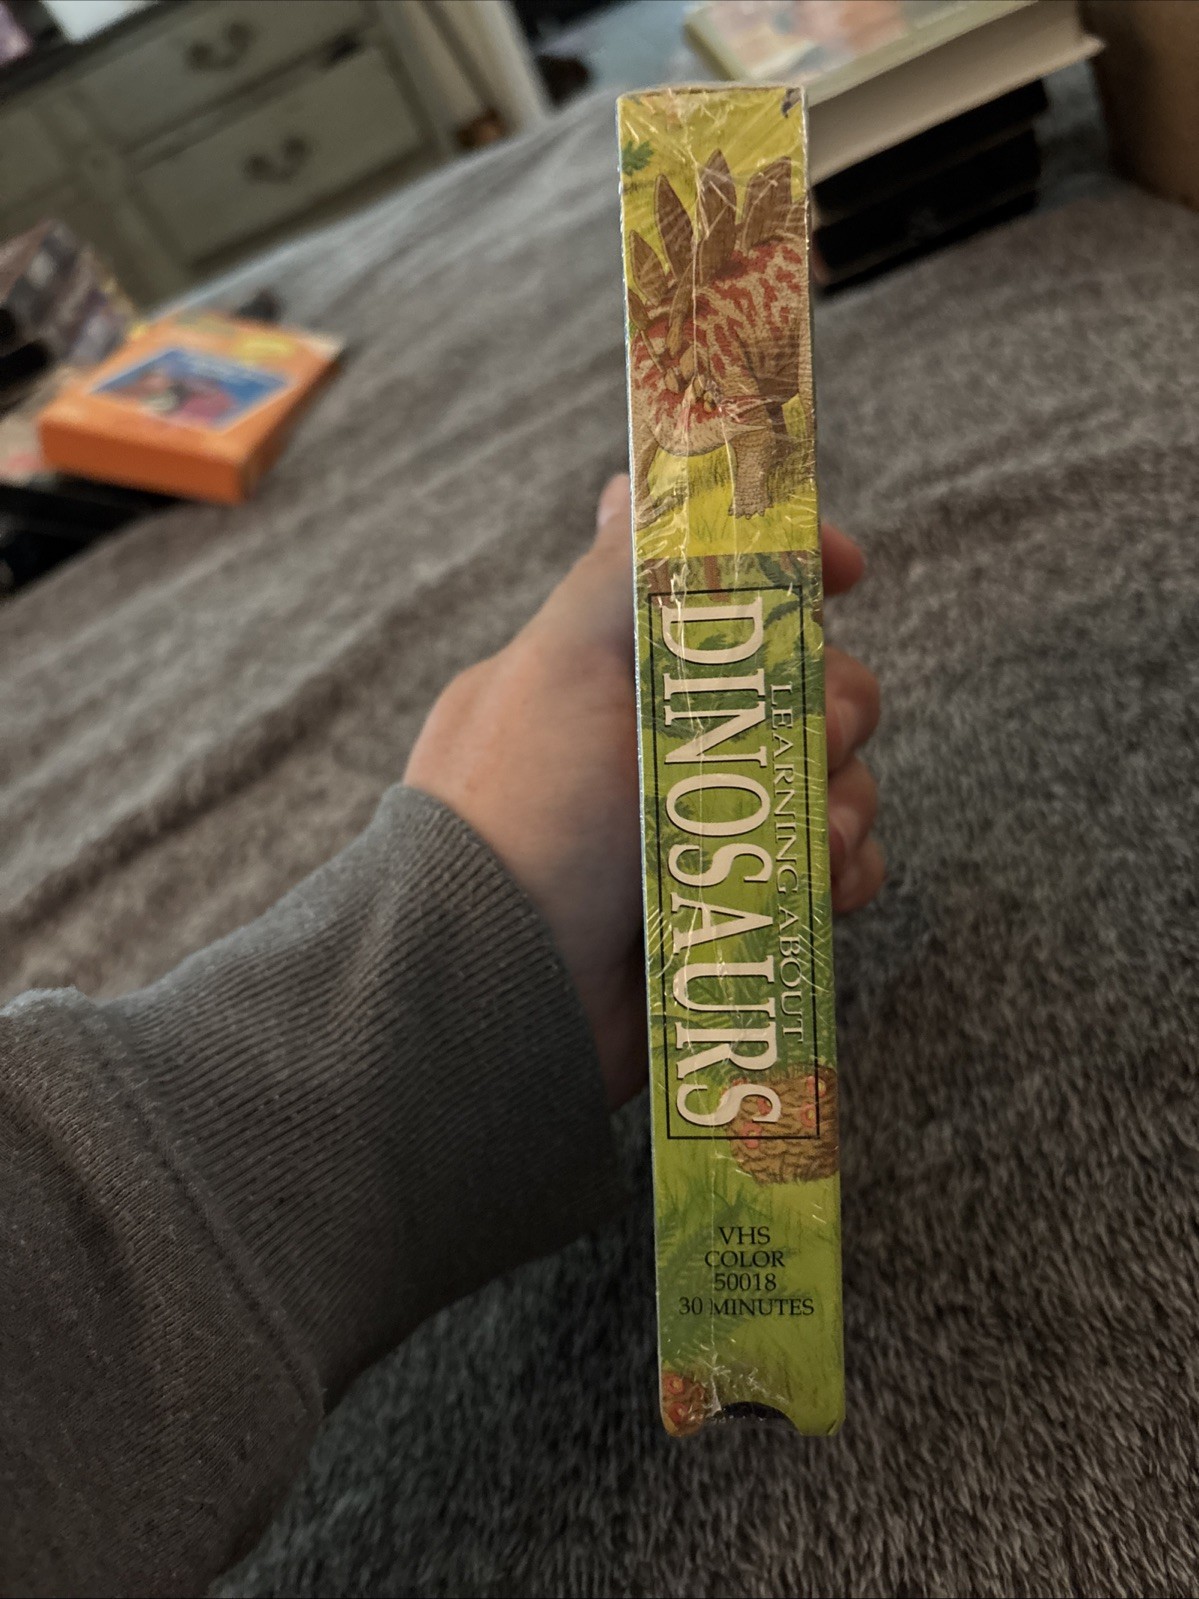 LEARNING ABOUT
DINOSAURS
VHS
COLOR
50018
30 MINUTES